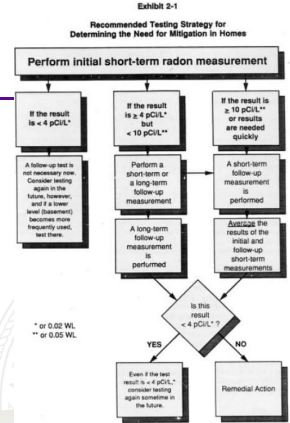 Exhibit 2-1
Recommended Testing Strategy for
Determining the Need for Mitigation in Homes
Perform initial short-term radon measurement
If the result
is < 4 pCi/L*
If the result
is ≥ 4 pCi/L*
but
< 10 pCi/L**
If the result is
≥ 10 pCi/L**
or results
are needed
quickly
A follow-up test is
not necessary now.
Consider testing
again in the
future, however,
and if a lower
level (basement)
becomes more
frequently used,
test there.
Perform a
short-term or
a long-term
follow-up
measurement
A short-term
follow-up
measurement
is
performed
A long-term
follow-up
measurement
is
performed
Average the
results of the
initial and
follow-up
short-term
measurements
Is this
result
< 4 pCi/L* ?
YES
NO
* or 0.02 WL
** or 0.05 WL
Even if the test
result is < 4 pCi/L,*
consider testing
again sometime in
the future.
Remedial Action